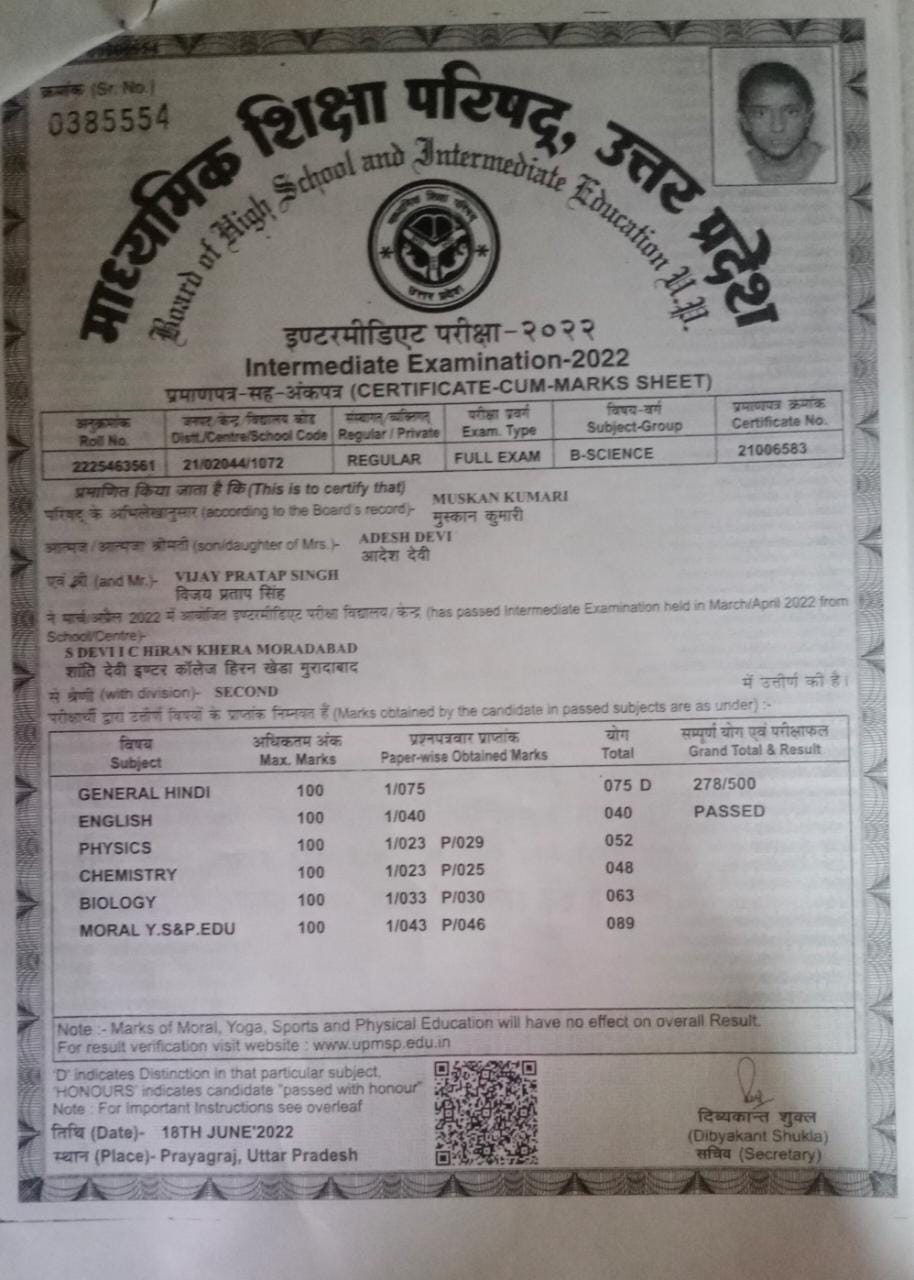 क्रमांक (Sr. No.)
0385554
माध्यमिक शिक्षा परिषद्, उत्तर प्रदेश
Board of High School and Intermediate Education U.P.
माध्यमिक शिक्षा परिषद
उत्तर प्रदेश
इण्टरमीडिएट परीक्षा-२०२२
Intermediate Examination-2022
प्रमाणपत्र-सह-अंकपत्र (CERTIFICATE-CUM-MARKS SHEET)
अनुक्रमांक जनपद/केन्द्र/विद्यालय कोड संस्थागत/व्यक्तिगत परीक्षा प्रवर्ग विषय-वर्ग प्रमाणपत्र क्रमांक
Roll No. Distt./Centre/School Code Regular / Private Exam. Type Subject-Group Certificate No.
2225463561 21/02044/1072 REGULAR FULL EXAM B-SCIENCE 21006583
प्रमाणित किया जाता है कि (This is to certify that) MUSKAN KUMARI
परिषद् के अभिलेखानुसार (according to the Board's record)- मुस्कान कुमारी
आत्मज/आत्मजा श्रीमती (son/daughter of Mrs.)- ADESH DEVI
आदेश देवी
एवं श्री (and Mr.)- VIJAY PRATAP SINGH
विजय प्रताप सिंह
ने मार्च/अप्रैल 2022 में आयोजित इण्टरमीडिएट परीक्षा विद्यालय/केन्द्र (has passed Intermediate Examination held in March/April 2022 from
School/Centre)-
S DEVI I C HiRAN KHERA MORADABAD
शांति देवी इण्टर कॉलेज हिरन खेडा मुरादाबाद
से श्रेणी (with division)- SECOND में उत्तीर्ण की है।
परीक्षार्थी द्वारा उत्तीर्ण विषयों के प्राप्तांक निम्नवत हैं (Marks obtained by the candidate in passed subjects are as under) :-
विषय अधिकतम अंक प्रश्नपत्रवार प्राप्तांक योग सम्पूर्ण योग एवं परीक्षाफल
Subject Max. Marks Paper-wise Obtained Marks Total Grand Total & Result
GENERAL HINDI 100 1/075 075 D 278/500
ENGLISH 100 1/040 040 PASSED
PHYSICS 100 1/023 P/029 052
CHEMISTRY 100 1/023 P/025 048
BIOLOGY 100 1/033 P/030 063
MORAL Y.S&P.EDU 100 1/043 P/046 089
Note :- Marks of Moral, Yoga, Sports and Physical Education will have no effect on overall Result.
For result verification visit website : www.upmsp.edu.in
'D' indicates Distinction in that particular subject,
'HONOURS' indicates candidate "passed with honour"
Note : For Important Instructions see overleaf
तिथि (Date)- 18TH JUNE'2022
स्थान (Place)- Prayagraj, Uttar Pradesh
दिब्यकान्त शुक्ल
(Dibyakant Shukla)
सचिव (Secretary)